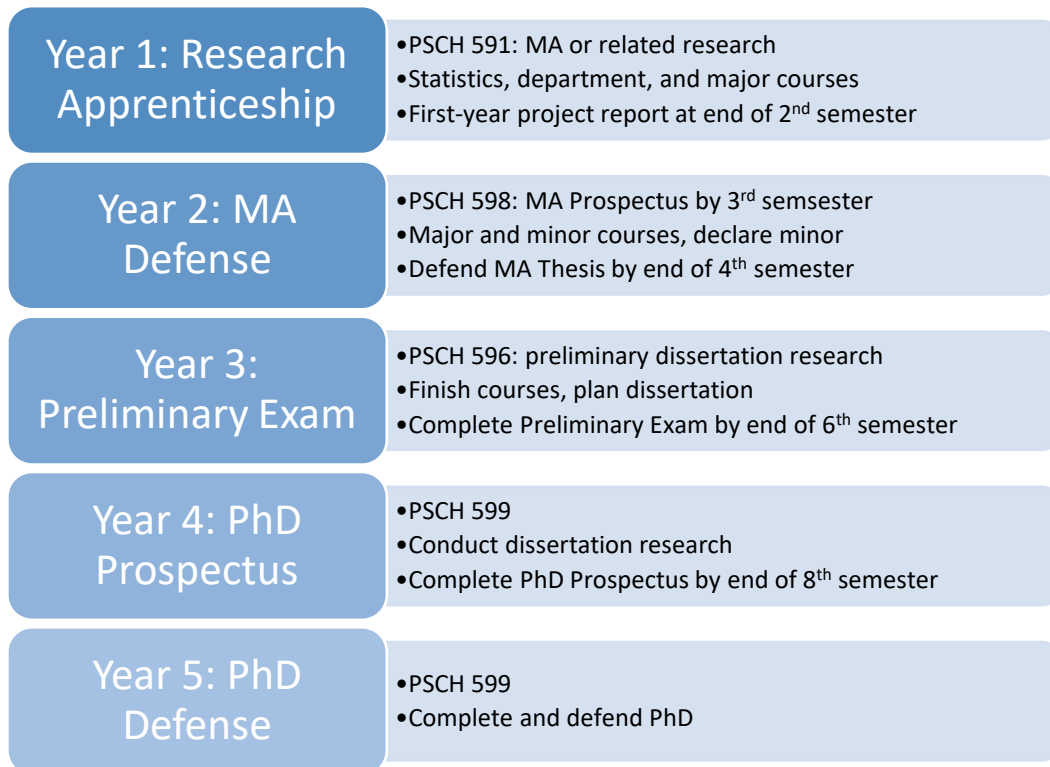 Year 1: Research
Apprenticeship
•PSCH 591: MA or related research
•Statistics, department, and major courses
•First-year project report at end of 2nd semester
Year 2: MA
Defense
•PSCH 598: MA Prospectus by 3rd semsester
•Major and minor courses, declare minor
•Defend MA Thesis by end of 4th semester
Year 3:
Preliminary Exam
•PSCH 596: preliminary dissertation research
•Finish courses, plan dissertation
•Complete Preliminary Exam by end of 6th semester
Year 4: PhD
Prospectus
•PSCH 599
•Conduct dissertation research
•Complete PhD Prospectus by end of 8th semester
Year 5: PhD
Defense
•PSCH 599
•Complete and defend PhD